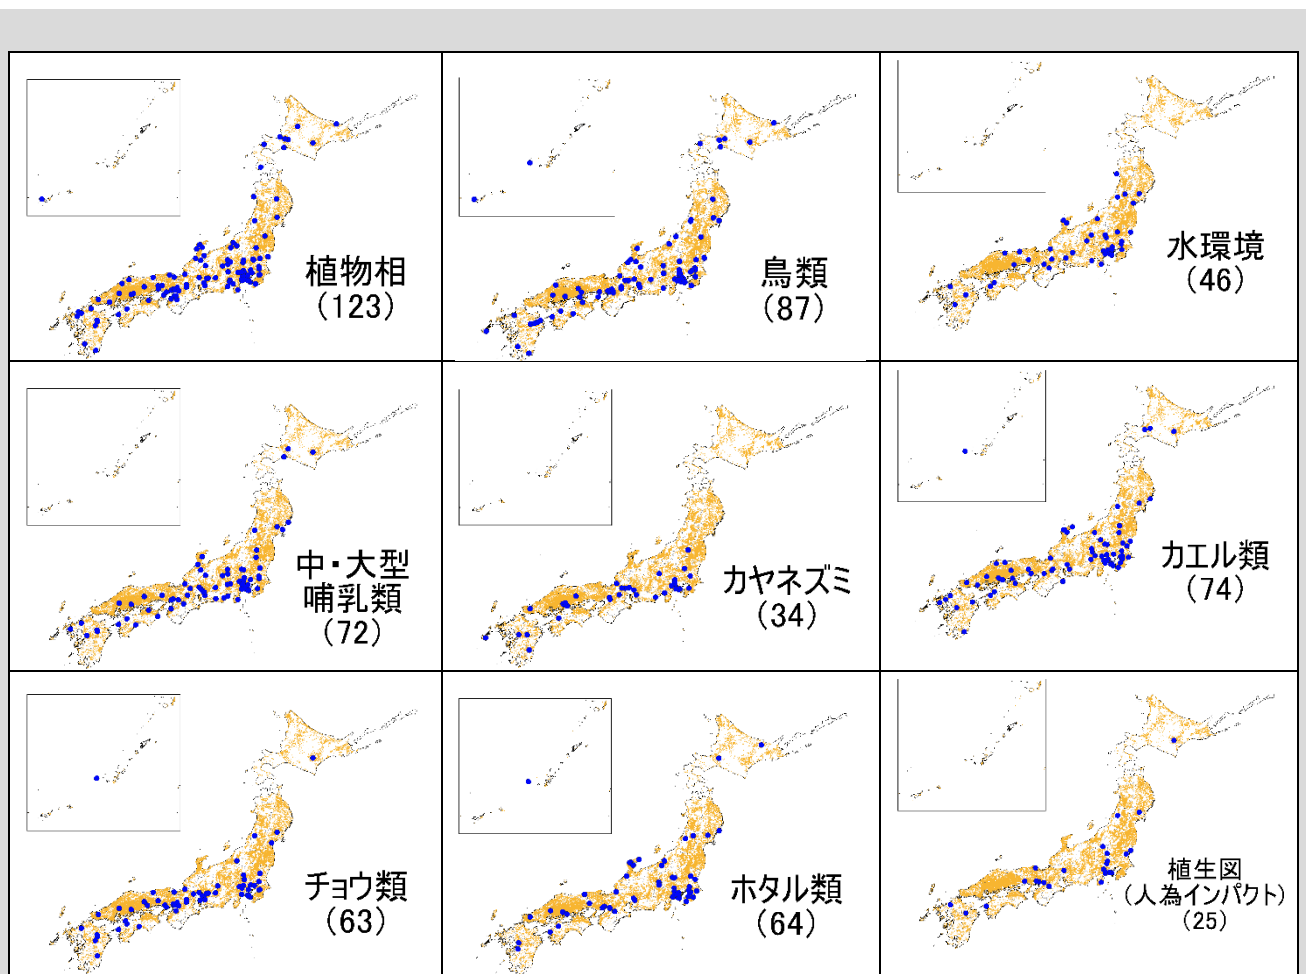 植物相
(123)
鳥類
(87)
水環境
(46)
中・大型
哺乳類
(72)
カヤネズミ
(34)
カエル類
(74)
チョウ類
(63)
ホタル類
(64)
植生図
(人為インパクト)
(25)